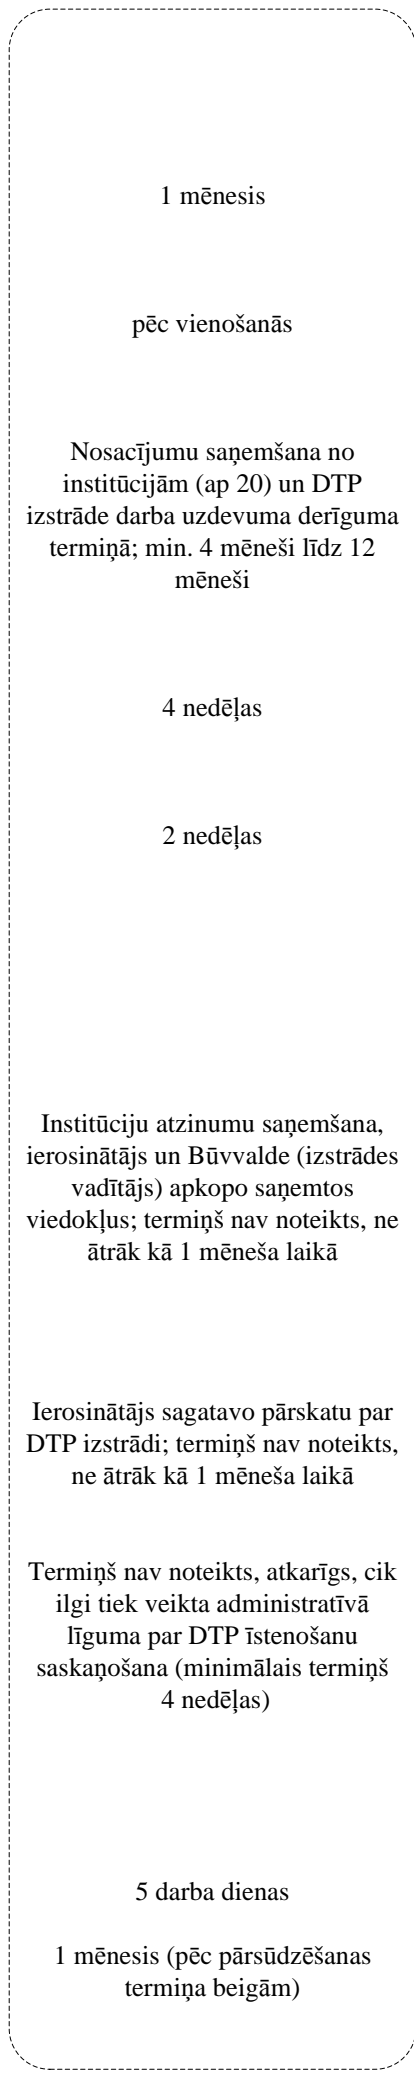 1 mēnesis
pēc vienošanās
Nosacījumu saņemšana no
institūcijām (ap 20) un DTP
izstrāde darba uzdevuma derīguma
termiņā; min. 4 mēneši līdz 12
mēneši
4 nedēļas
2 nedēļas
Institūciju atzinumu saņemšana,
ierosinātājs un Būvvalde (izstrādes
vadītājs) apkopo saņemtos
viedokļus; termiņš nav noteikts, ne
ātrāk kā 1 mēneša laikā
Ierosinātājs sagatavo pārskatu par
DTP izstrādi; termiņš nav noteikts,
ne ātrāk kā 1 mēneša laikā
Termiņš nav noteikts, atkarīgs, cik
ilgi tiek veikta administratīvā
līguma par DTP īstenošanu
saskaņošana (minimālais termiņš
4 nedēļas)
5 darba dienas
1 mēnesis (pēc pārsūdzēšanas
termiņa beigām)